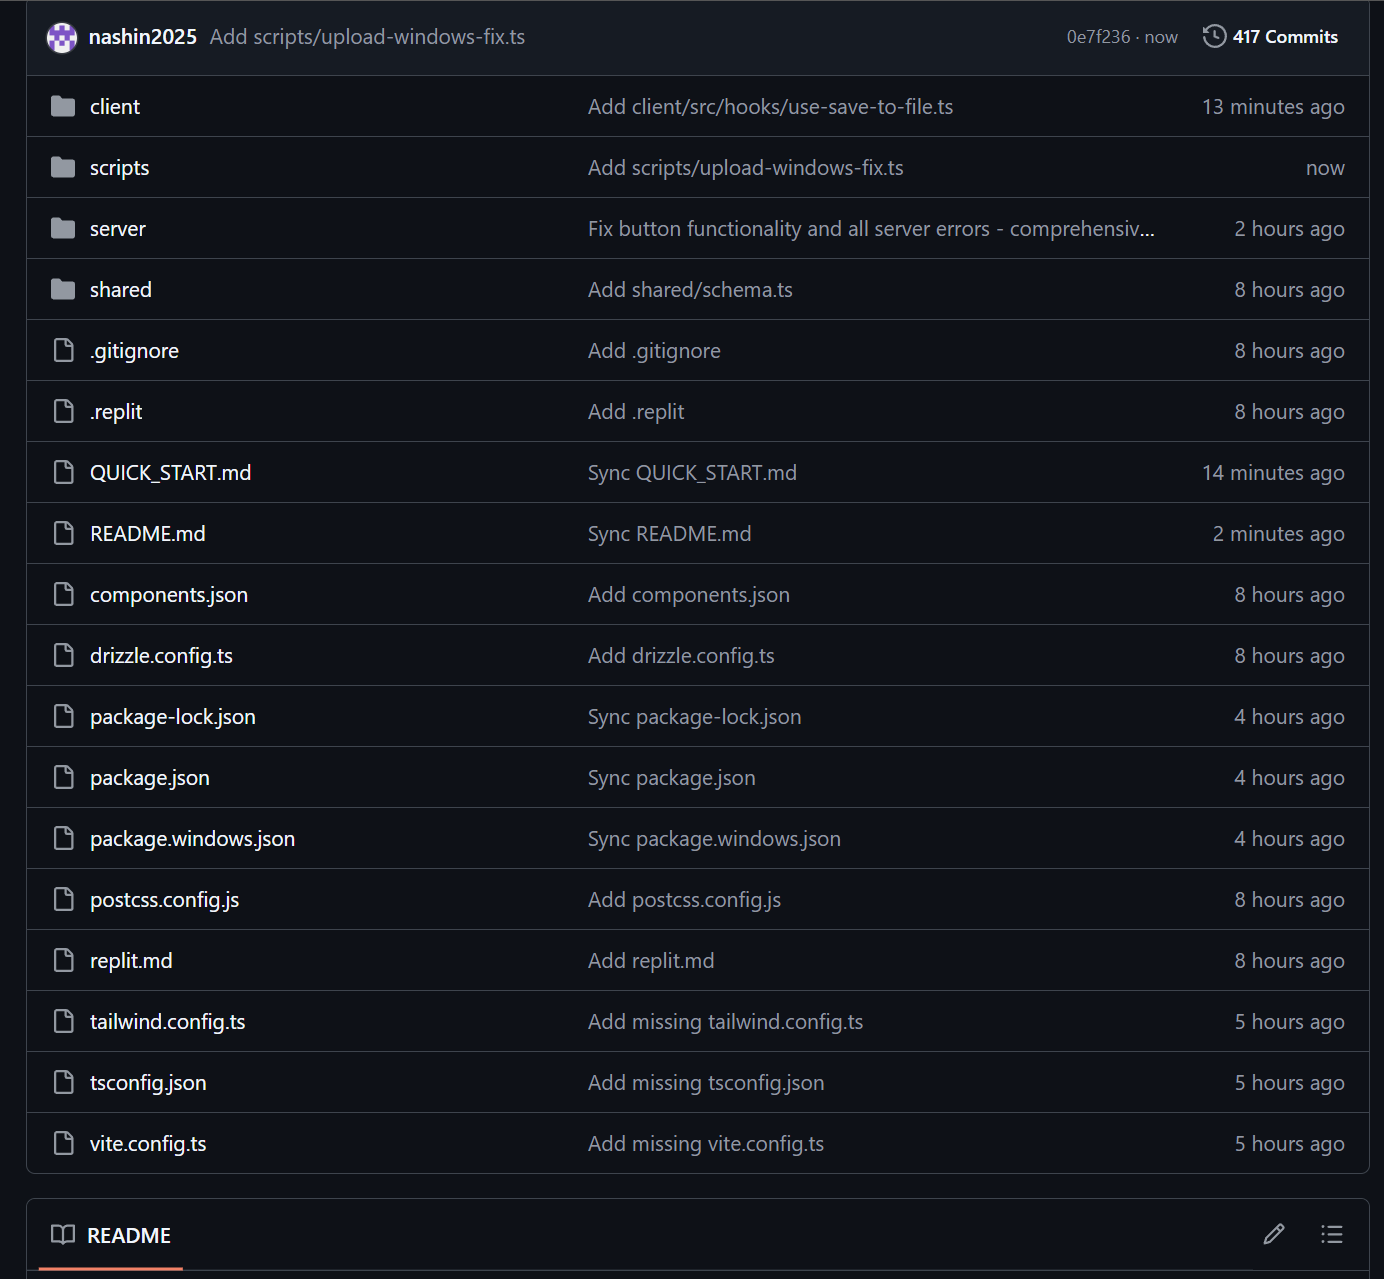 nashin2025 Add scripts/upload-windows-fix.ts 0e7f236 · now 417 Commits
client Add client/src/hooks/use-save-to-file.ts 13 minutes ago
scripts Add scripts/upload-windows-fix.ts now
server Fix button functionality and all server errors - comprehensiv... 2 hours ago
shared Add shared/schema.ts 8 hours ago
.gitignore Add .gitignore 8 hours ago
.replit Add .replit 8 hours ago
QUICK_START.md Sync QUICK_START.md 14 minutes ago
README.md Sync README.md 2 minutes ago
components.json Add components.json 8 hours ago
drizzle.config.ts Add drizzle.config.ts 8 hours ago
package-lock.json Sync package-lock.json 4 hours ago
package.json Sync package.json 4 hours ago
package.windows.json Sync package.windows.json 4 hours ago
postcss.config.js Add postcss.config.js 8 hours ago
replit.md Add replit.md 8 hours ago
tailwind.config.ts Add missing tailwind.config.ts 5 hours ago
tsconfig.json Add missing tsconfig.json 5 hours ago
vite.config.ts Add missing vite.config.ts 5 hours ago
README